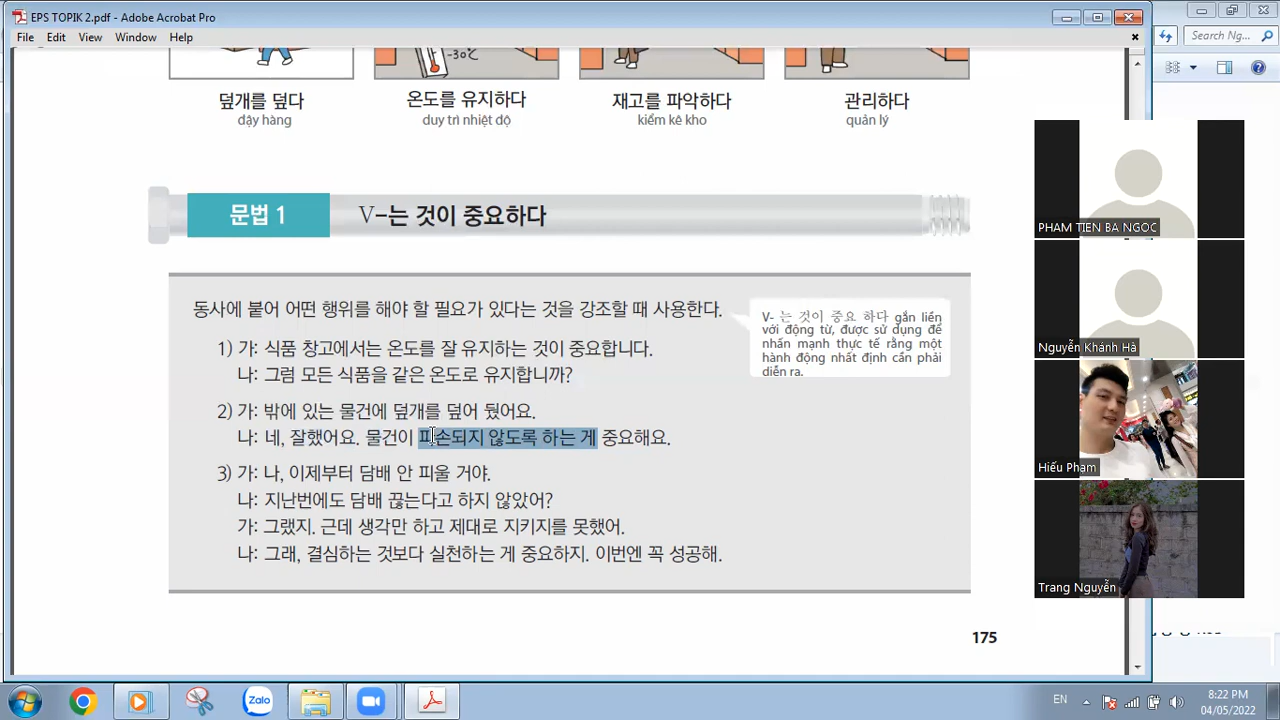 EPS TOPIK 2.pdf - Adobe Acrobat Pro
File Edit View Window Help
Search Ng...
-30℃
덮개를 덮다
dậy hàng
온도를 유지하다
duy trì nhiệt độ
재고를 파악하다
kiểm kê kho
관리하다
quản lý
문법 1
V-는 것이 중요하다
동사에 붙어 어떤 행위를 해야 할 필요가 있다는 것을 강조할 때 사용한다.
V- 는 것이 중요 하다 gắn liền
với động từ, được sử dụng để
nhấn mạnh thực tế rằng một
hành động nhất định cần phải
diễn ra.
1) 가: 식품 창고에서는 온도를 잘 유지하는 것이 중요합니다.
나: 그럼 모든 식품을 같은 온도로 유지합니까?
2) 가: 밖에 있는 물건에 덮개를 덮어 뒀어요.
나: 네, 잘했어요. 물건이 파손되지 않도록 하는 게 중요해요.
3) 가: 나, 이제부터 담배 안 피울 거야.
나: 지난번에도 담배 끊는다고 하지 않았어?
가: 그랬지. 근데 생각만 하고 제대로 지키지를 못했어.
나: 그래, 결심하는 것보다 실천하는 게 중요하지. 이번엔 꼭 성공해.
175
PHAM TIEN BA NGOC
Nguyễn Khánh Hà
Hiếu Phạm
Trang Nguyễn
Zalo
EN
8:22 PM
04/05/2022